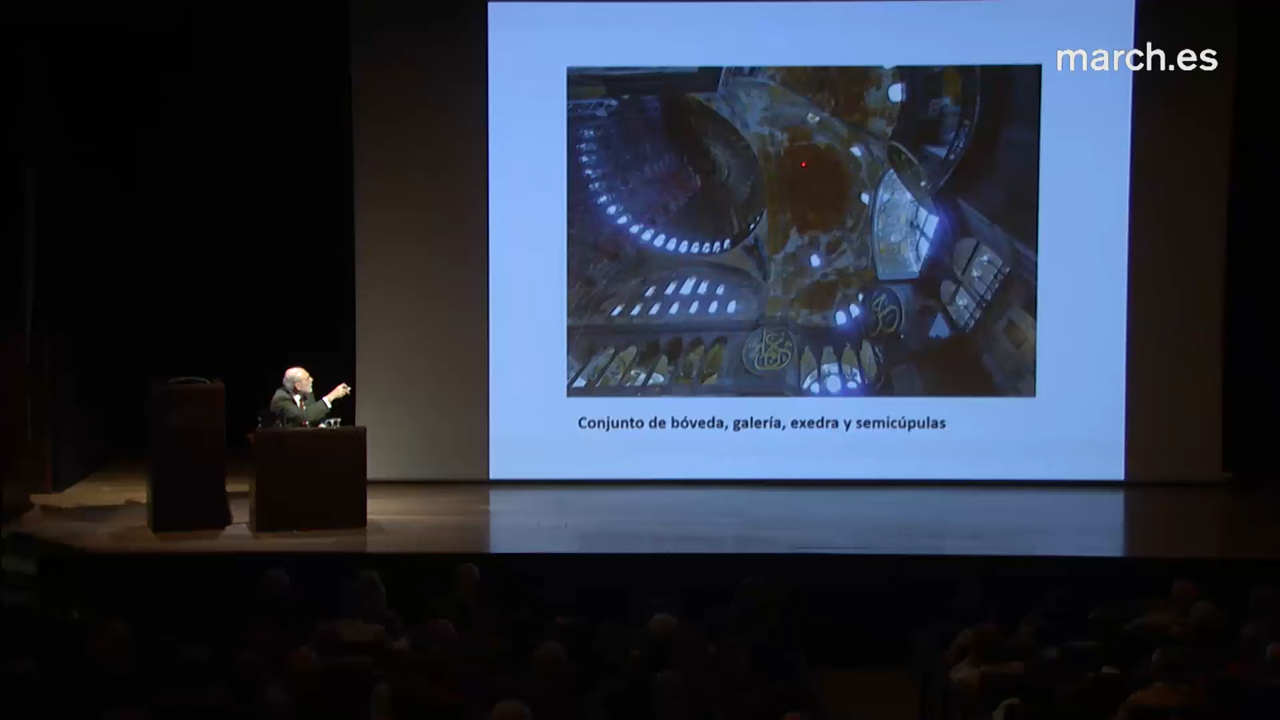 march.es
Conjunto de bóveda, galería, exedra y semicúpulas